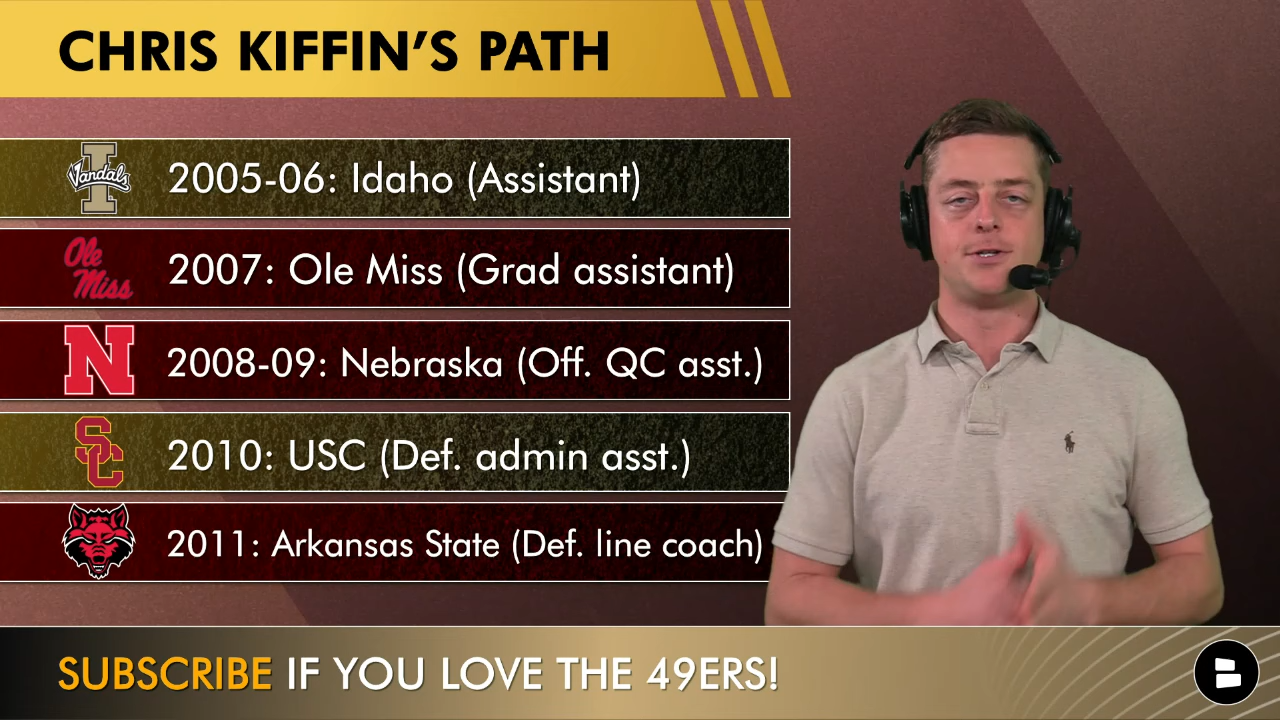 CHRIS KIFFIN'S PATH
Vandals
2005-06: Idaho (Assistant)
Ole
Miss
2007: Ole Miss (Grad assistant)
N
2008-09: Nebraska (Off. QC asst.)
SC
2010: USC (Def. admin asst.)
2011: Arkansas State (Def. line coach)
SUBSCRIBE IF YOU LOVE THE 49ERS!